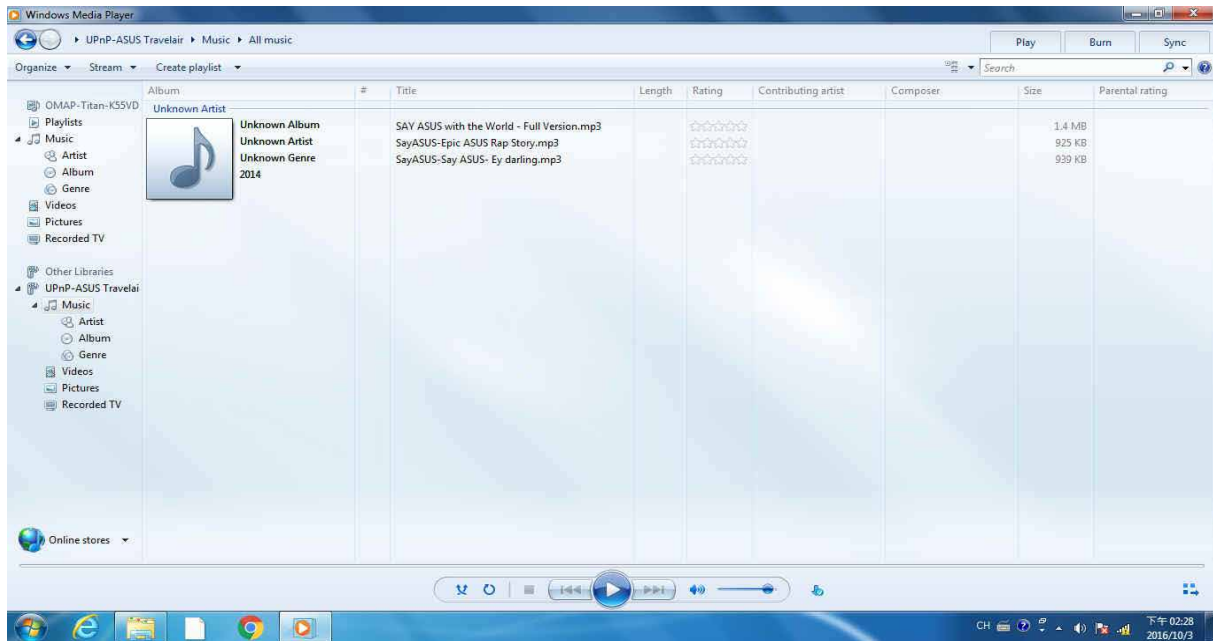 Windows Media Player
UPnP-ASUS Travelair ▸ Music ▸ All music
Play Burn Sync
Organize Stream Create playlist
Search
Album # Title Length Rating Contributing artist Composer Size Parental rating
OMAP-Titan-K55VD
Playlists
Music
Artist
Album
Genre
Videos
Pictures
Recorded TV
Other Libraries
UPnP-ASUS Travelai
Music
Artist
Album
Genre
Videos
Pictures
Recorded TV
Unknown Artist
Unknown Album SAY ASUS with the World - Full Version.mp3 1.4 MB
Unknown Artist SayASUS-Epic ASUS Rap Story.mp3 925 KB
Unknown Genre SayASUS-Say ASUS- Ey darling.mp3 939 KB
2014
Online stores
CH
下午 02:28
2016/10/3